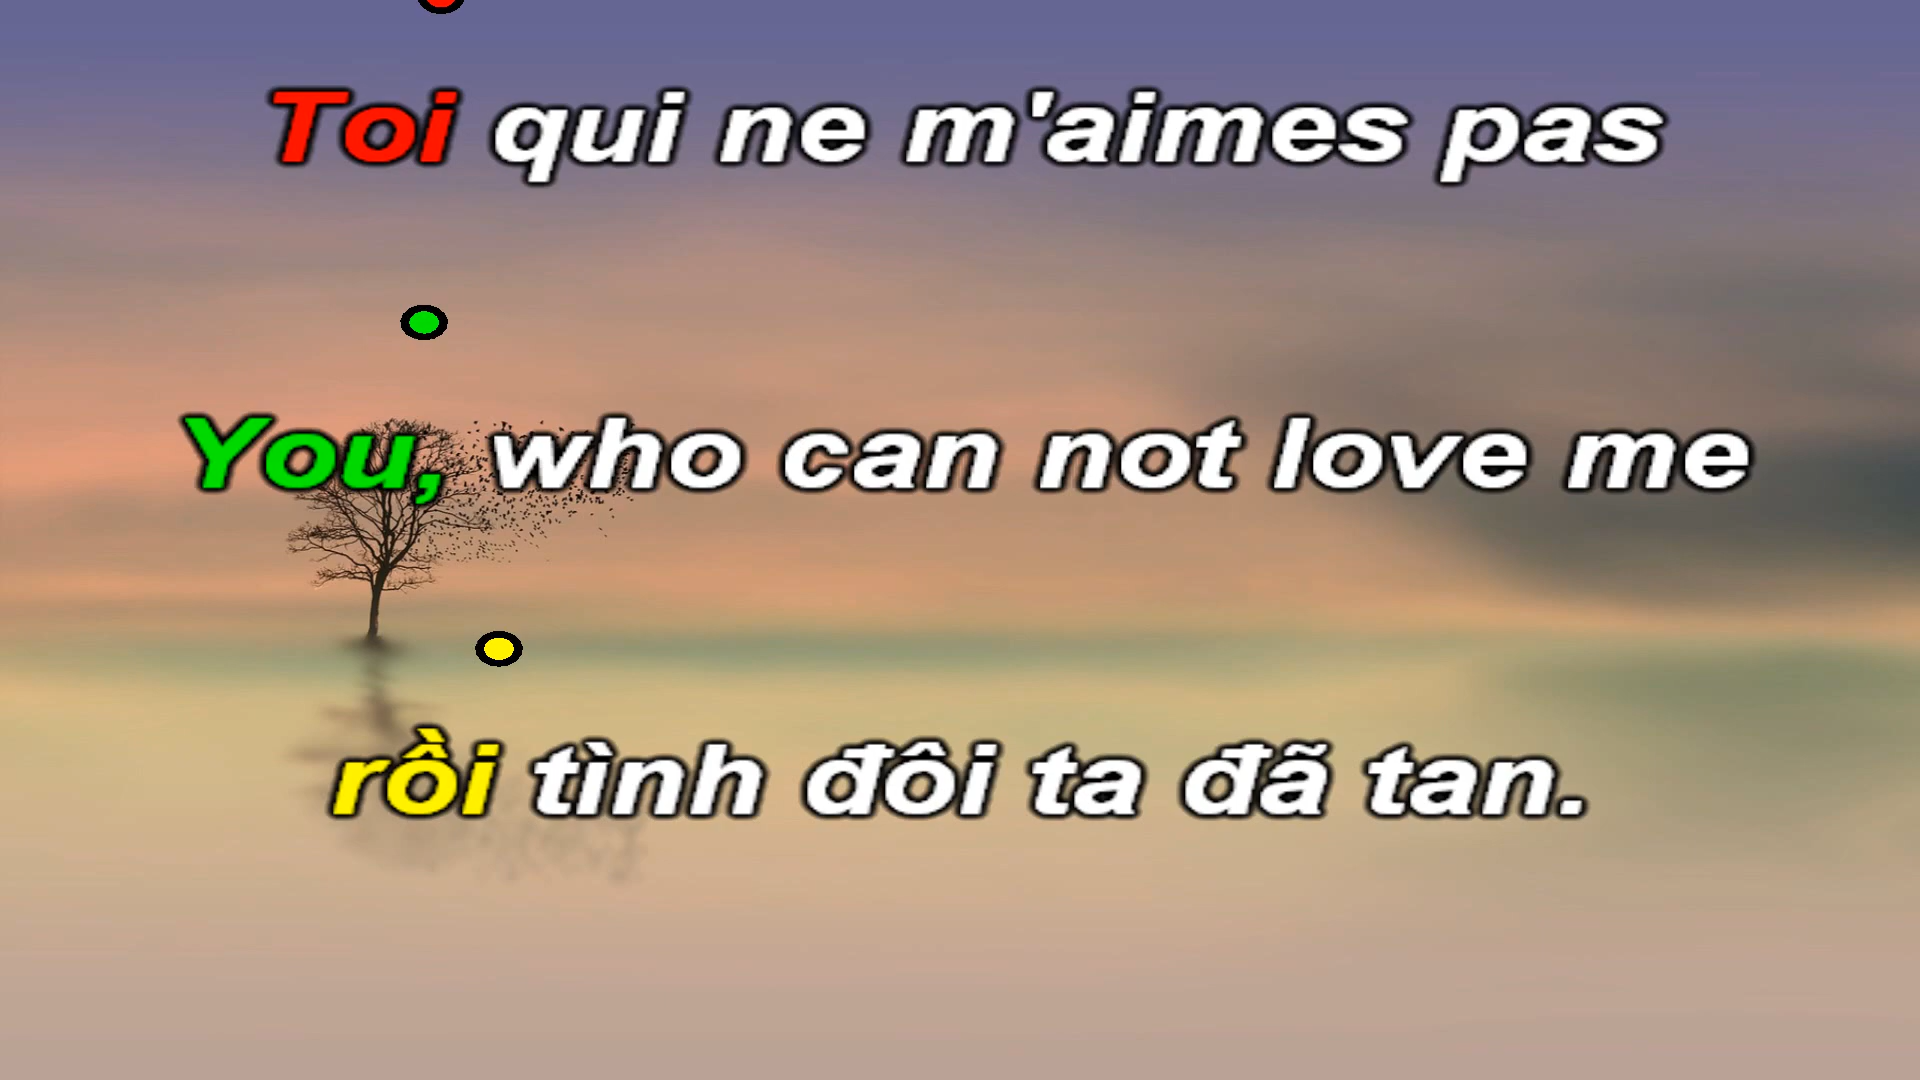 Toi qui ne m'aimes pas
You, who can not love me
rồi tình đôi ta đã tan.